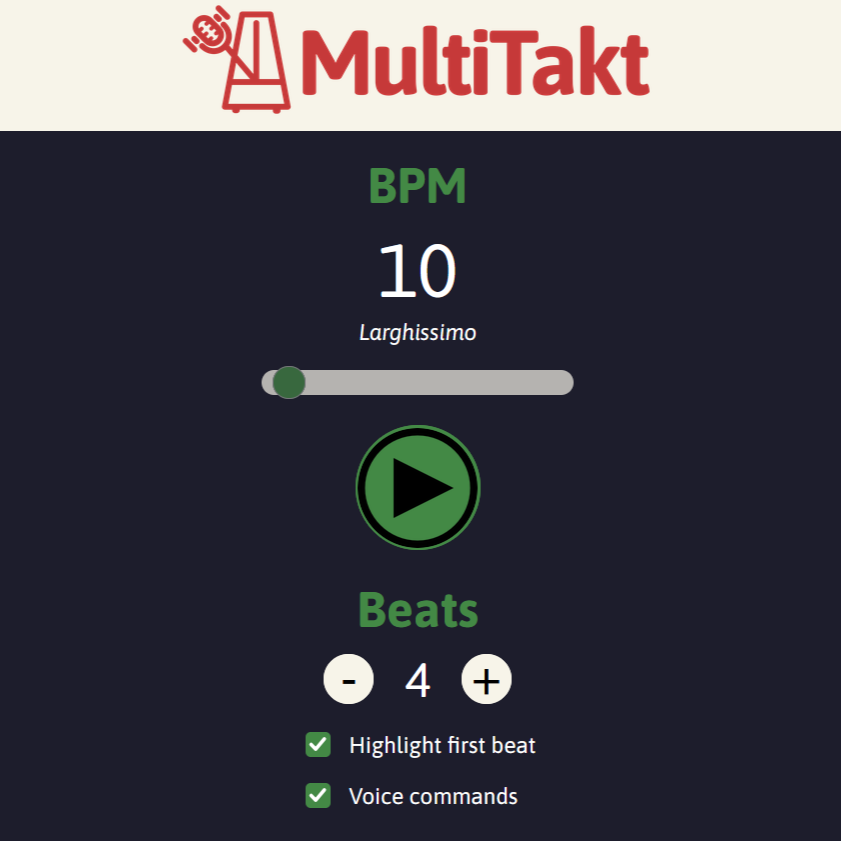 MultiTakt
BPM
10
Larghissimo
Beats
- 4 +
Highlight first beat
Voice commands